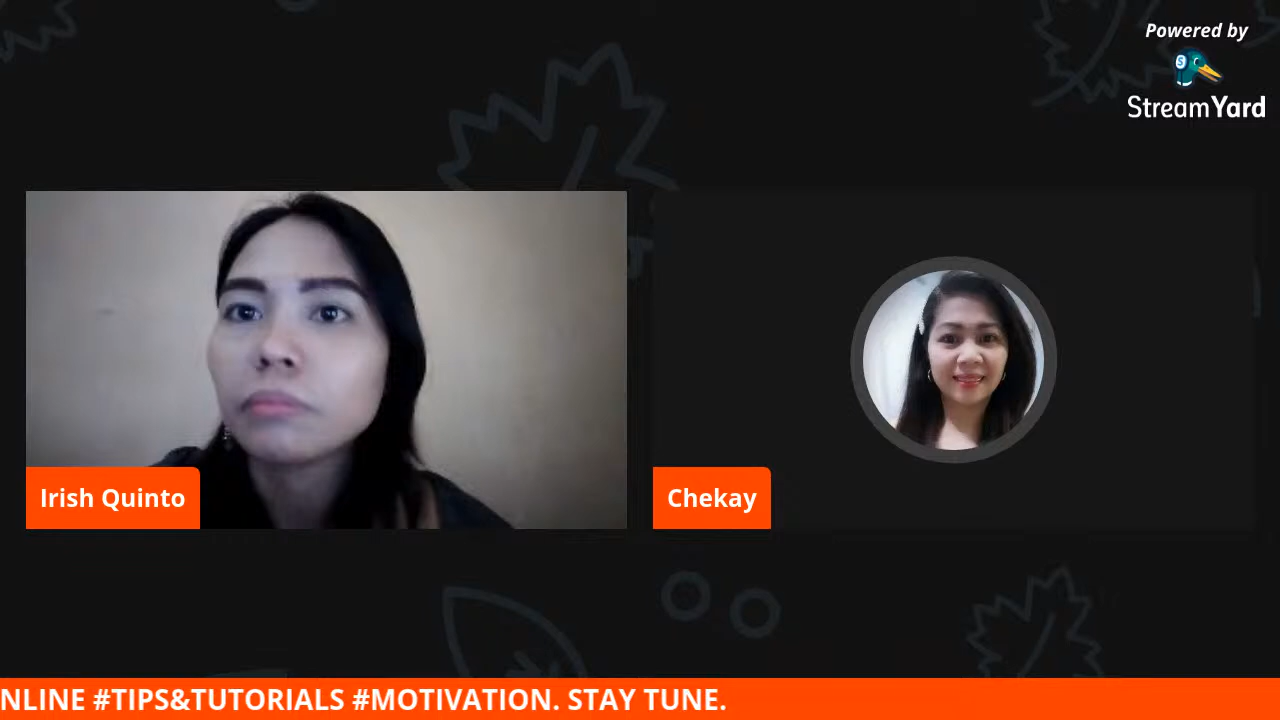 Powered by
StreamYard
Irish Quinto
Chekay
NLINE #TIPS&TUTORIALS #MOTIVATION. STAY TUNE.